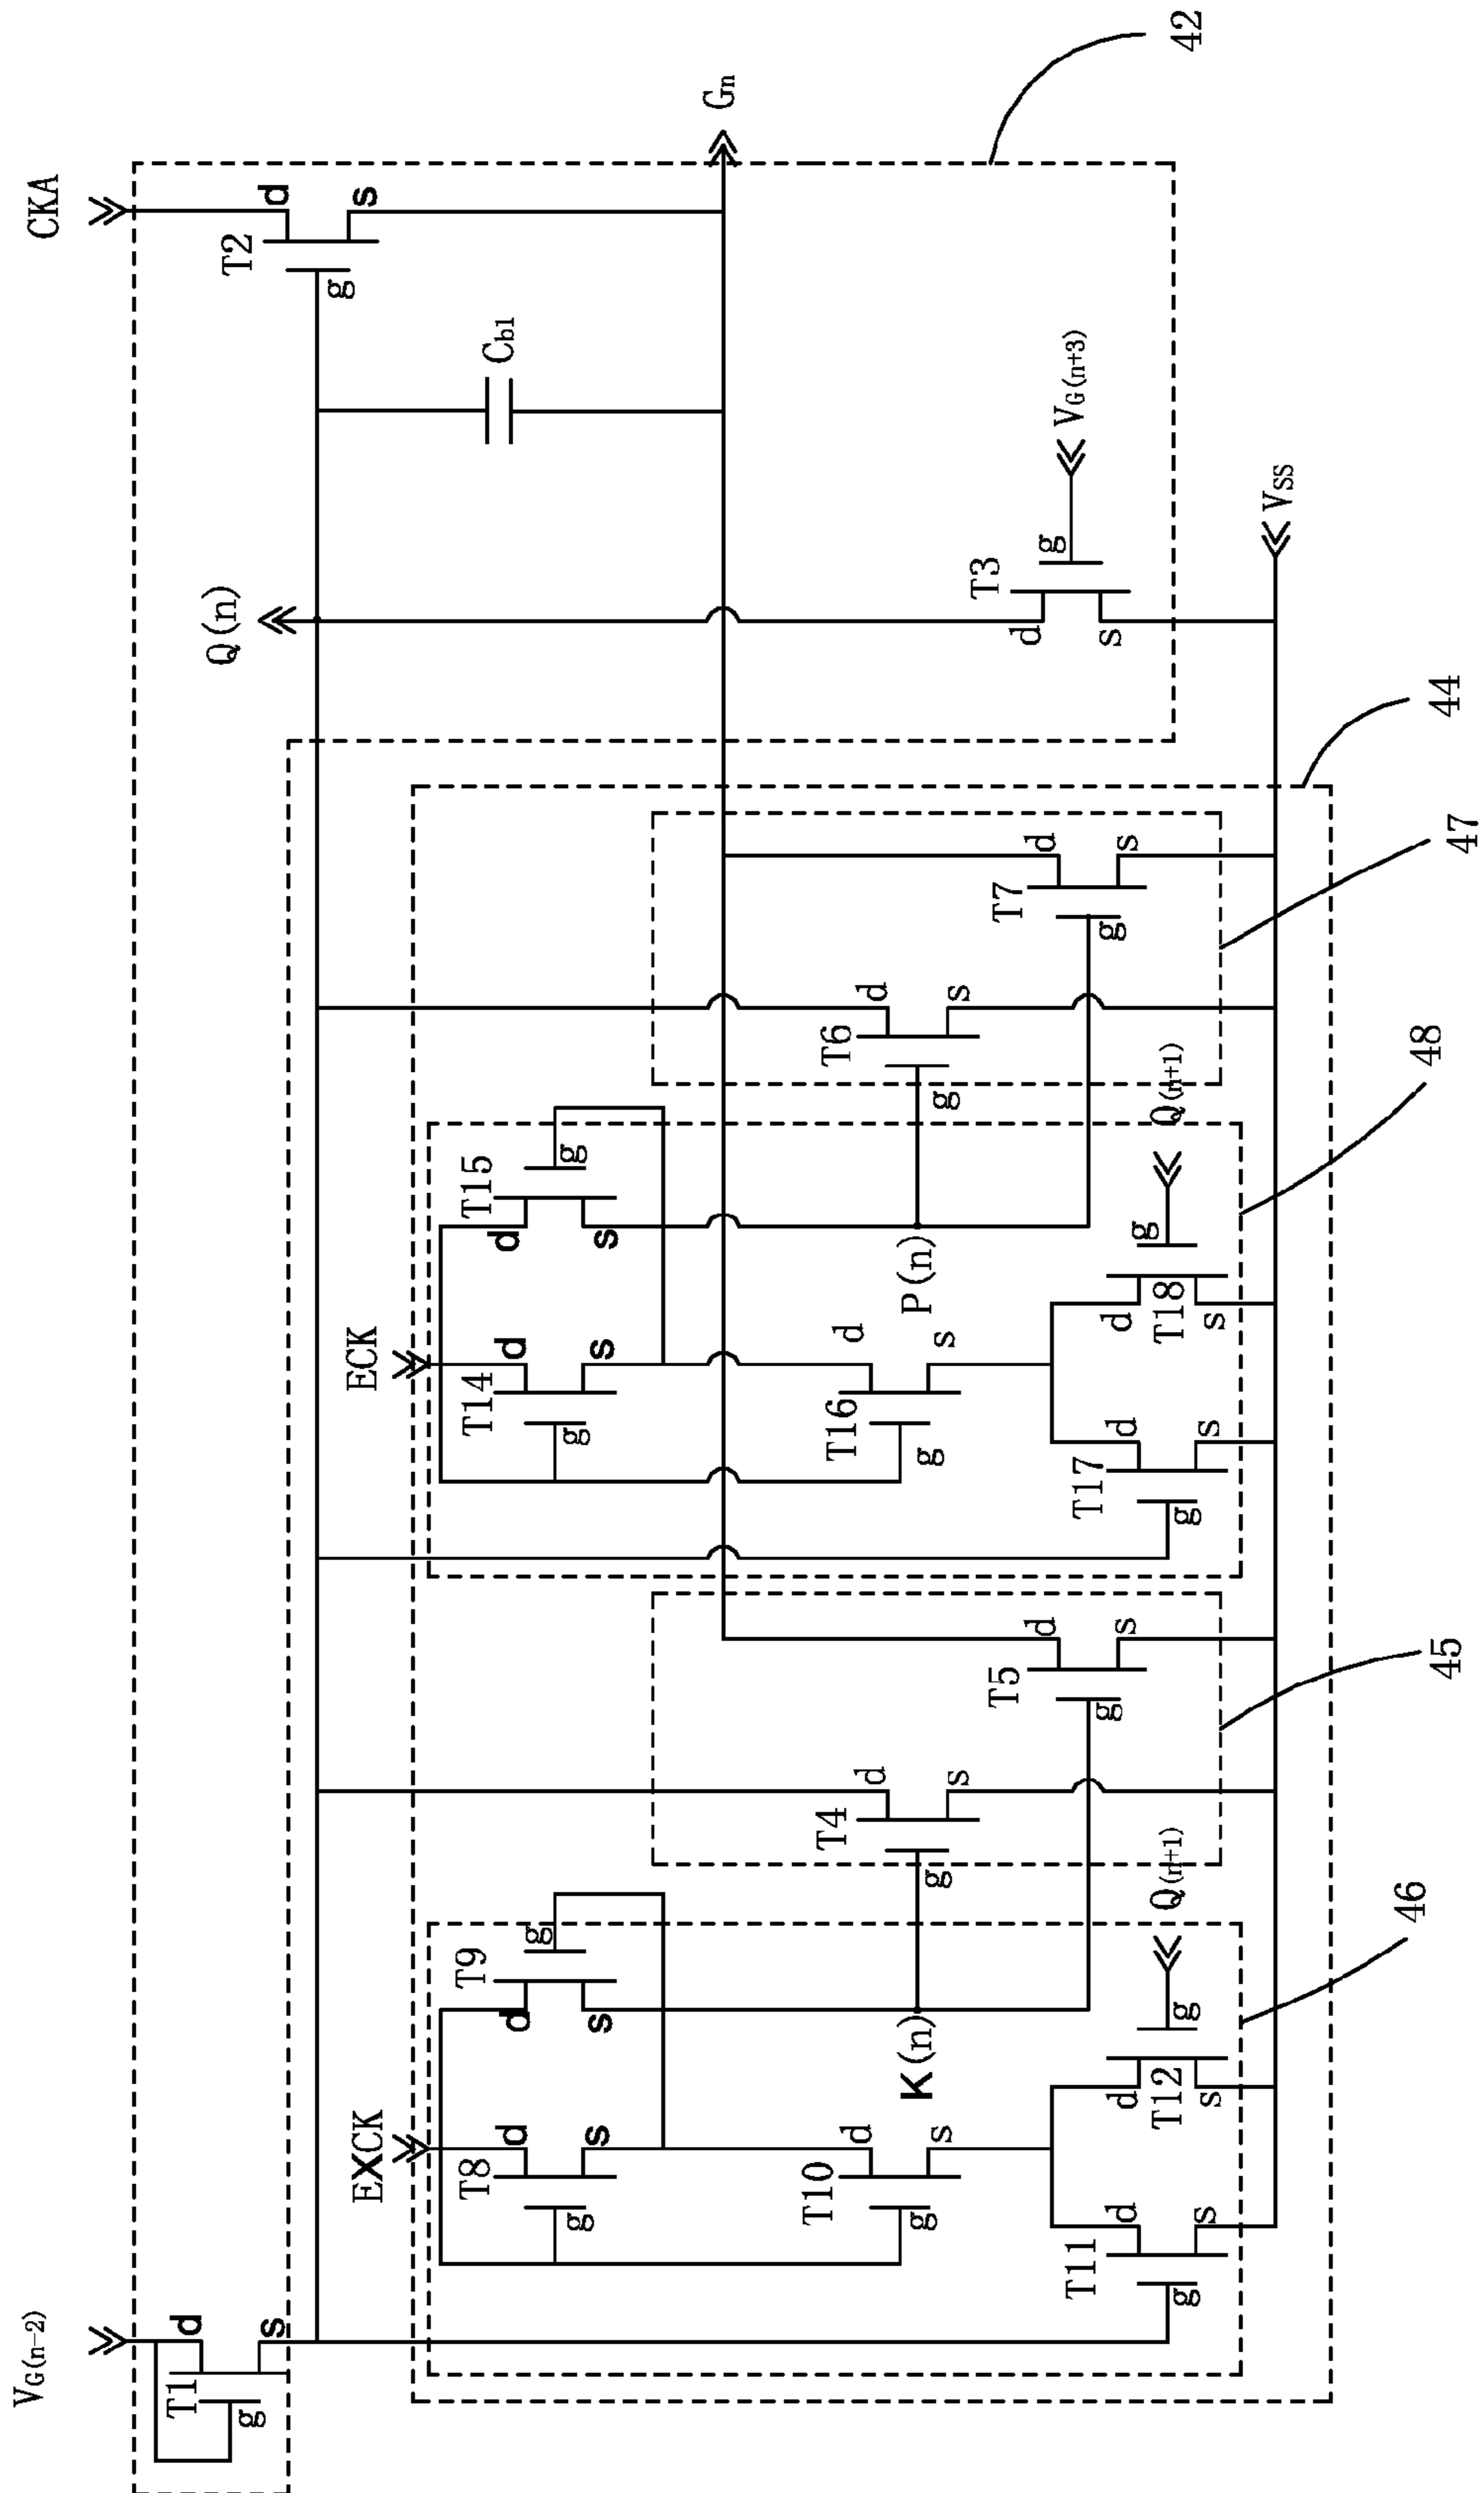 CKA
d
T2
s
g
Gn
42
Cb1
Q(n)
VG(n+3)
g
T3
d
s
VSS
44
47
d
T7
s
g
d
T6
s
g
Q(n+1)
48
T15
g
d
s
P(n)
g
T18
d
s
ECK
d
T14
s
g
d
T16
s
g
d
T17
s
g
45
d
T5
s
g
d
T4
s
g
Q(n+1)
46
T9
g
d
s
K(n)
g
T12
d
s
EXCK
d
T8
s
g
d
T10
s
g
d
T11
s
g
VG(n-2)
d
T1
s
g